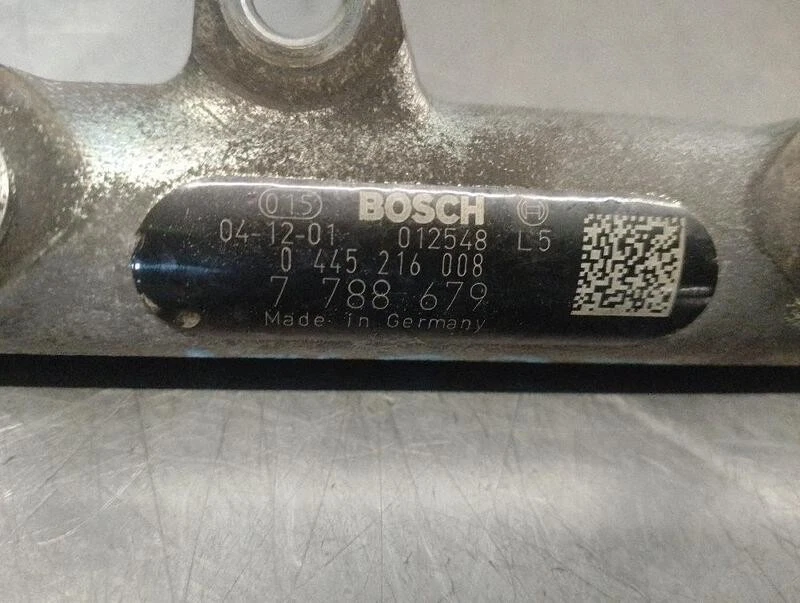 015 BOSCH
04-12-01 012548 L5
0 445 216 008
7 788 679
Made in Germany